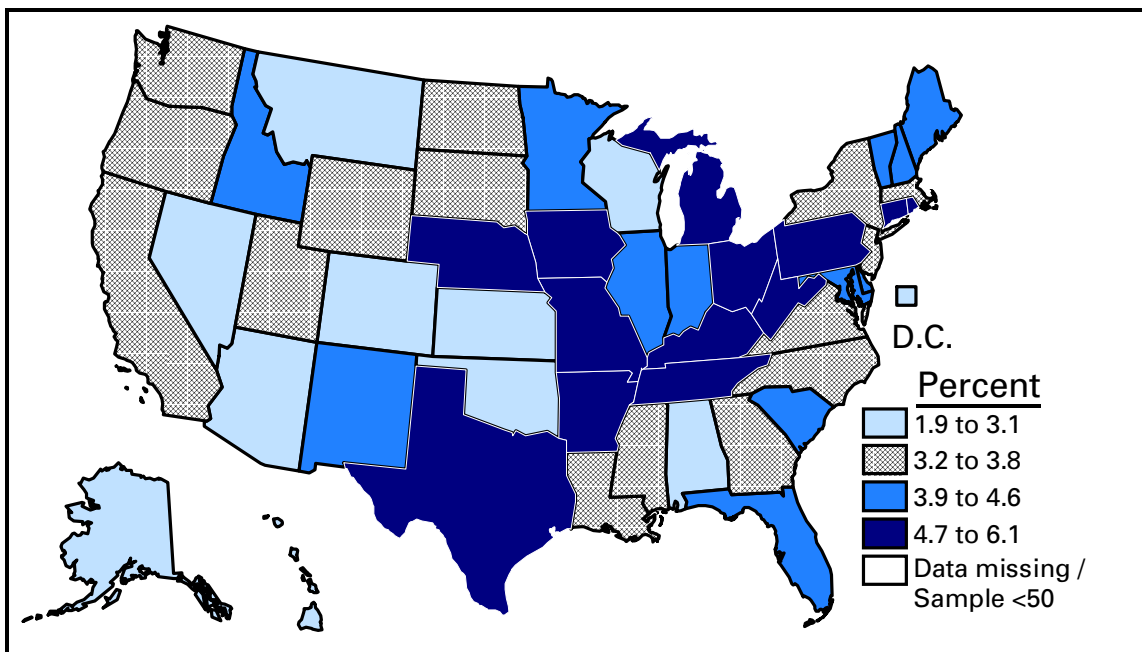 D.C.
Percent
1.9 to 3.1
3.2 to 3.8
3.9 to 4.6
4.7 to 6.1
Data missing /
Sample <50